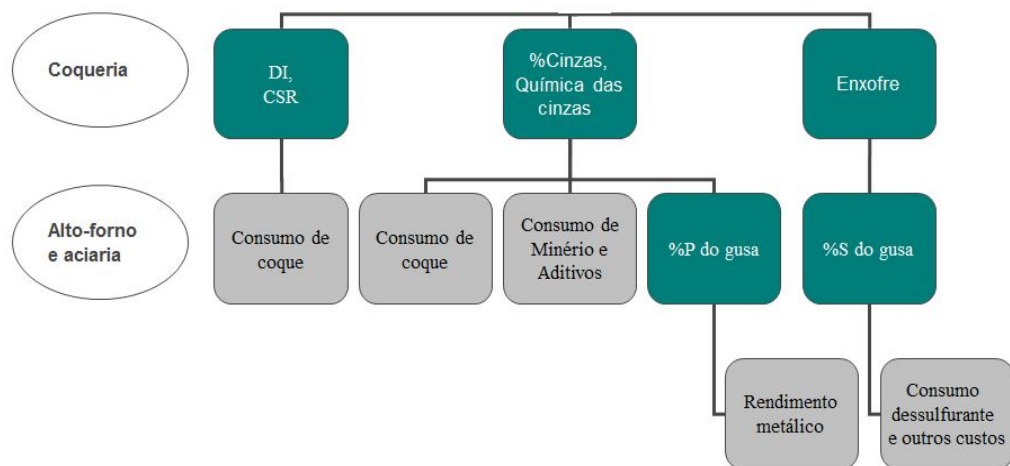 Coqueria
DI,
CSR
%Cinzas,
Química das
cinzas
Enxofre
Alto-forno
e aciaria
Consumo de
coque
Consumo de
coque
Consumo de
Minério e
Aditivos
%P do gusa
%S do gusa
Rendimento
metálico
Consumo
dessulfurante
e outros custos